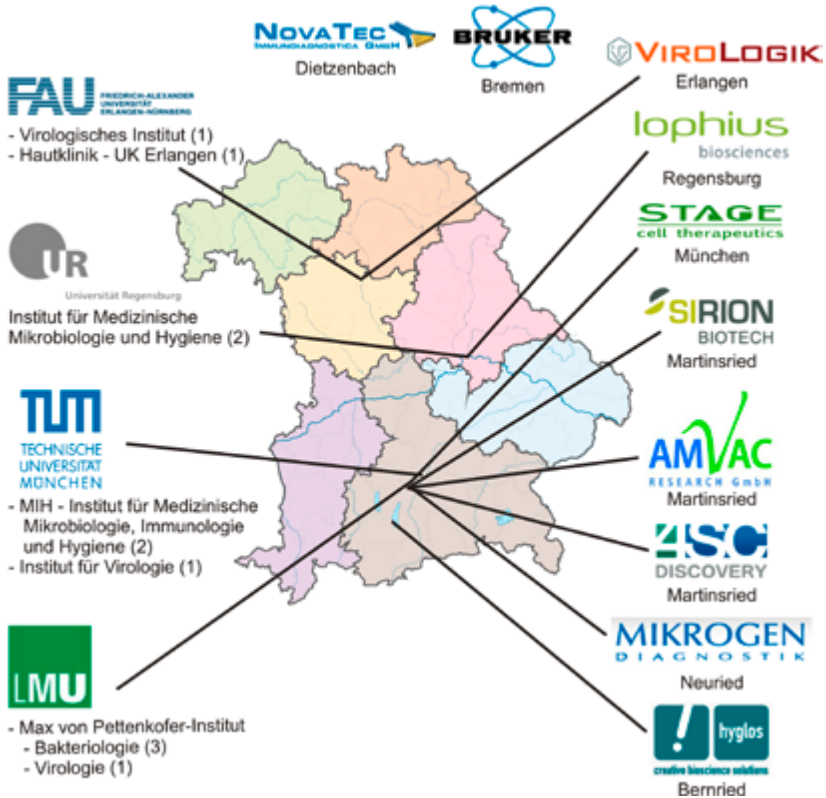 NOVATEC
IMMUNDIAGNOSTICA GMBH
Dietzenbach
BRUKER
Bremen
VIROLOGIK
Erlangen
FAU
FRIEDRICH-ALEXANDER
UNIVERSITÄT
ERLANGEN-NÜRNBERG
- Virologisches Institut (1)
- Hautklinik - UK Erlangen (1)
lophius
biosciences
Regensburg
STAGE
cell therapeutics
München
UR
Universität Regensburg
Institut für Medizinische
Mikrobiologie und Hygiene (2)
SIRION
BIOTECH
Martinsried
TUM
TECHNISCHE
UNIVERSITÄT
MÜNCHEN
- MIH - Institut für Medizinische
Mikrobiologie, Immunologie
und Hygiene (2)
- Institut für Virologie (1)
AMVAC
RESEARCH GmbH
Martinsried
4SC
DISCOVERY
Martinsried
MIKROGEN
DIAGNOSTIK
Neuried
LMU
- Max von Pettenkofer-Institut
- Bakteriologie (3)
- Virologie (1)
! hyglos
creative bioscience solutions
Bernried